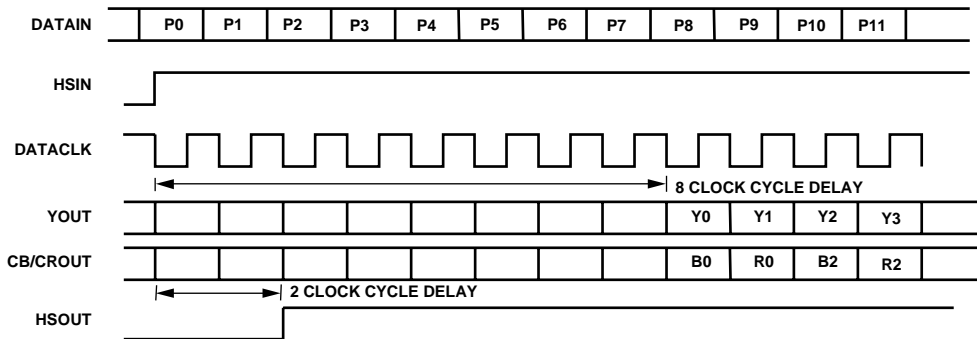 DATAIN P0 P1 P2 P3 P4 P5 P6 P7 P8 P9 P10 P11
HSIN
DATACLK
8 CLOCK CYCLE DELAY
YOUT Y0 Y1 Y2 Y3
CB/CROUT B0 R0 B2 R2
2 CLOCK CYCLE DELAY
HSOUT